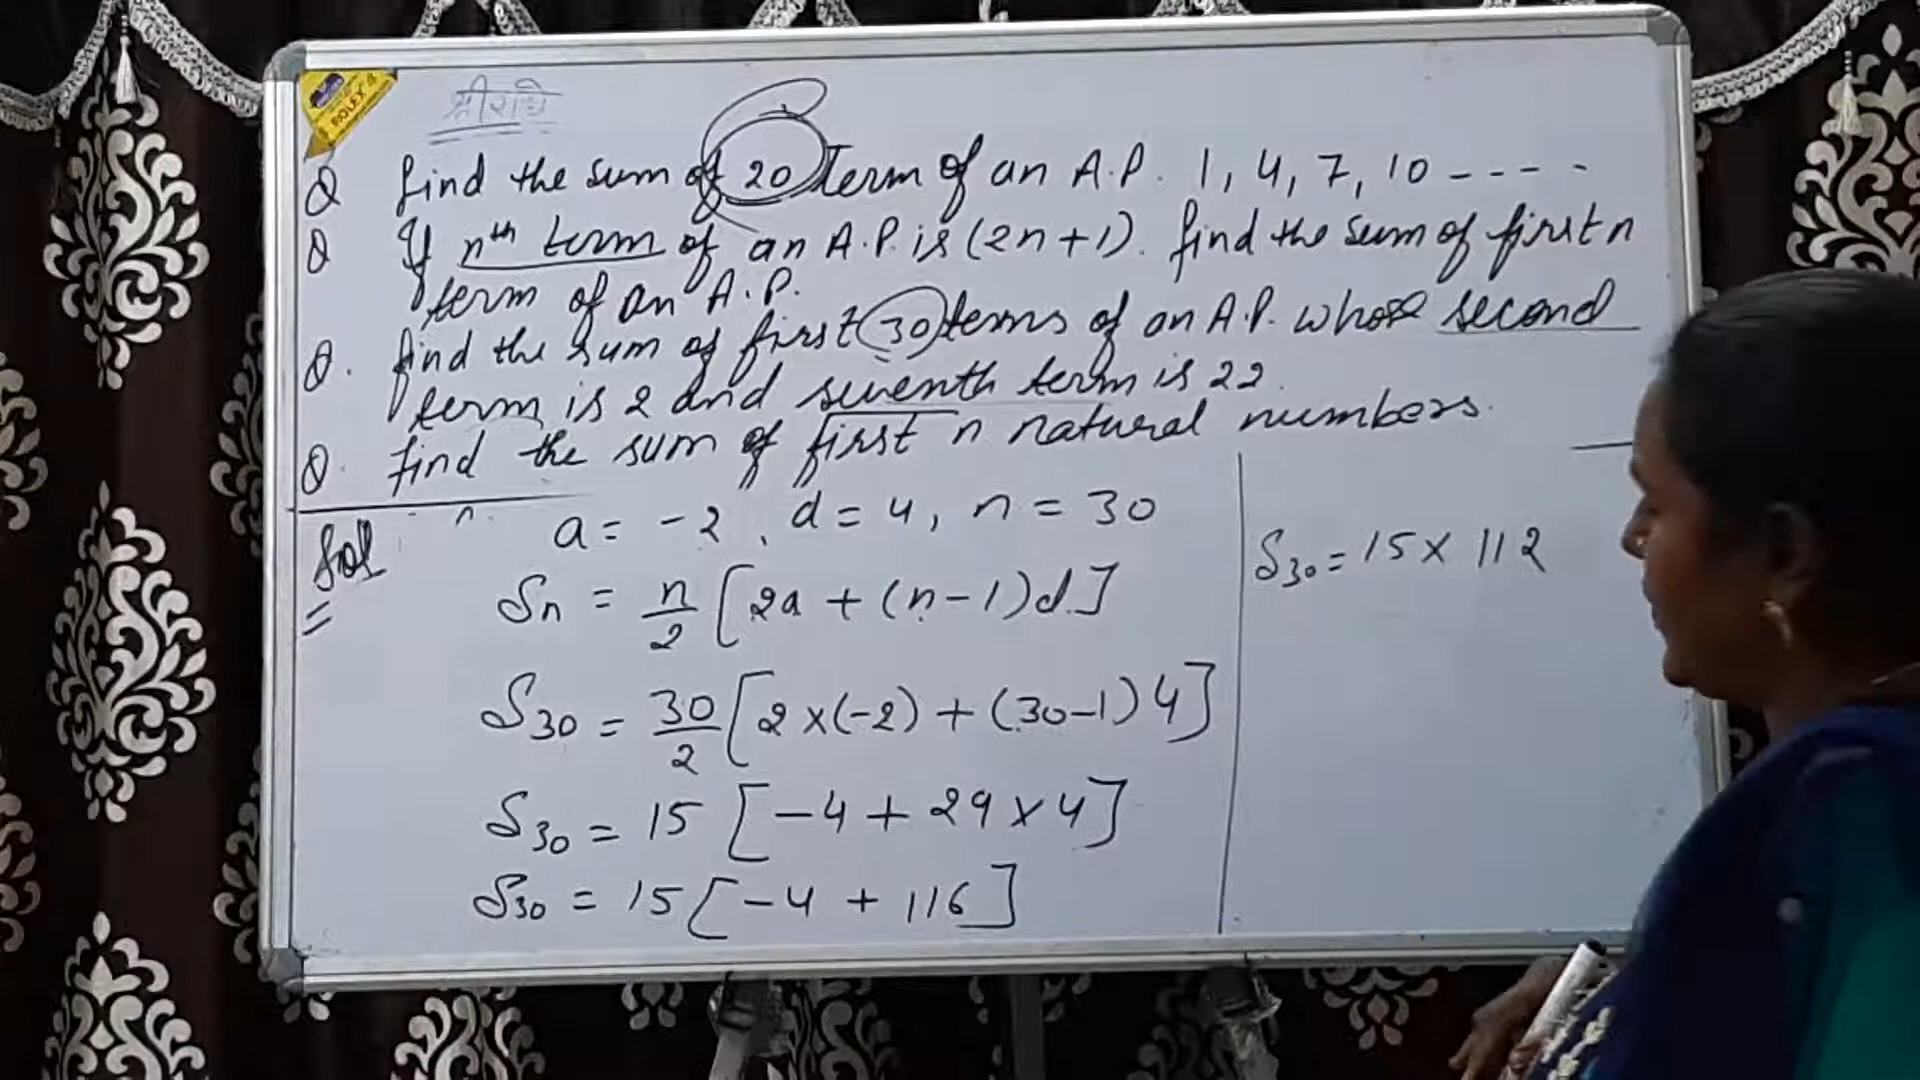 श्रीराधे
ROLEX
Q Find the sum of 20 term of an A.P. 1, 4, 7, 10 ---- -
Q If nth term of an A.P. is (2n+1). find the sum of first n
term of an A.P.
Q. find the sum of first 30 terms of an A.P. whose second
term is 2 and seventh term is 22.
Q. find the sum of first n natural numbers.
Sol
a = -2, d = 4, n = 30
Sn = n/2 [2a + (n-1)d]
S30 = 30/2 [2 x(-2) + (30-1) 4]
S30 = 15 [-4 + 29 x 4]
S30 = 15 [-4 + 116]
S30 = 15 x 112